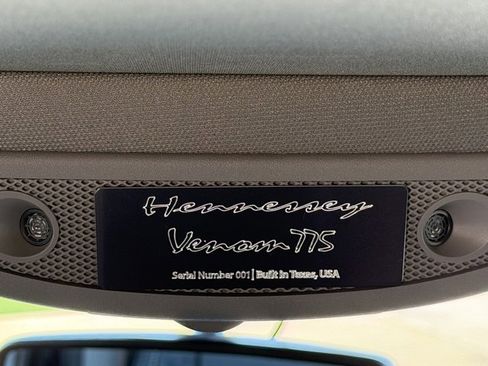 Hennessey
Venom 775
Serial Number 001 | Built in Texas, USA